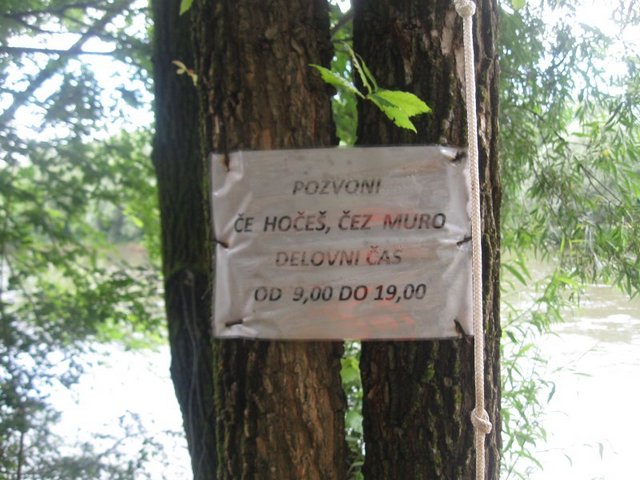 POZVONI
ČE HOČEŠ, ČEZ MURO
DELOVNI ČAS
OD 9,00 DO 19,00